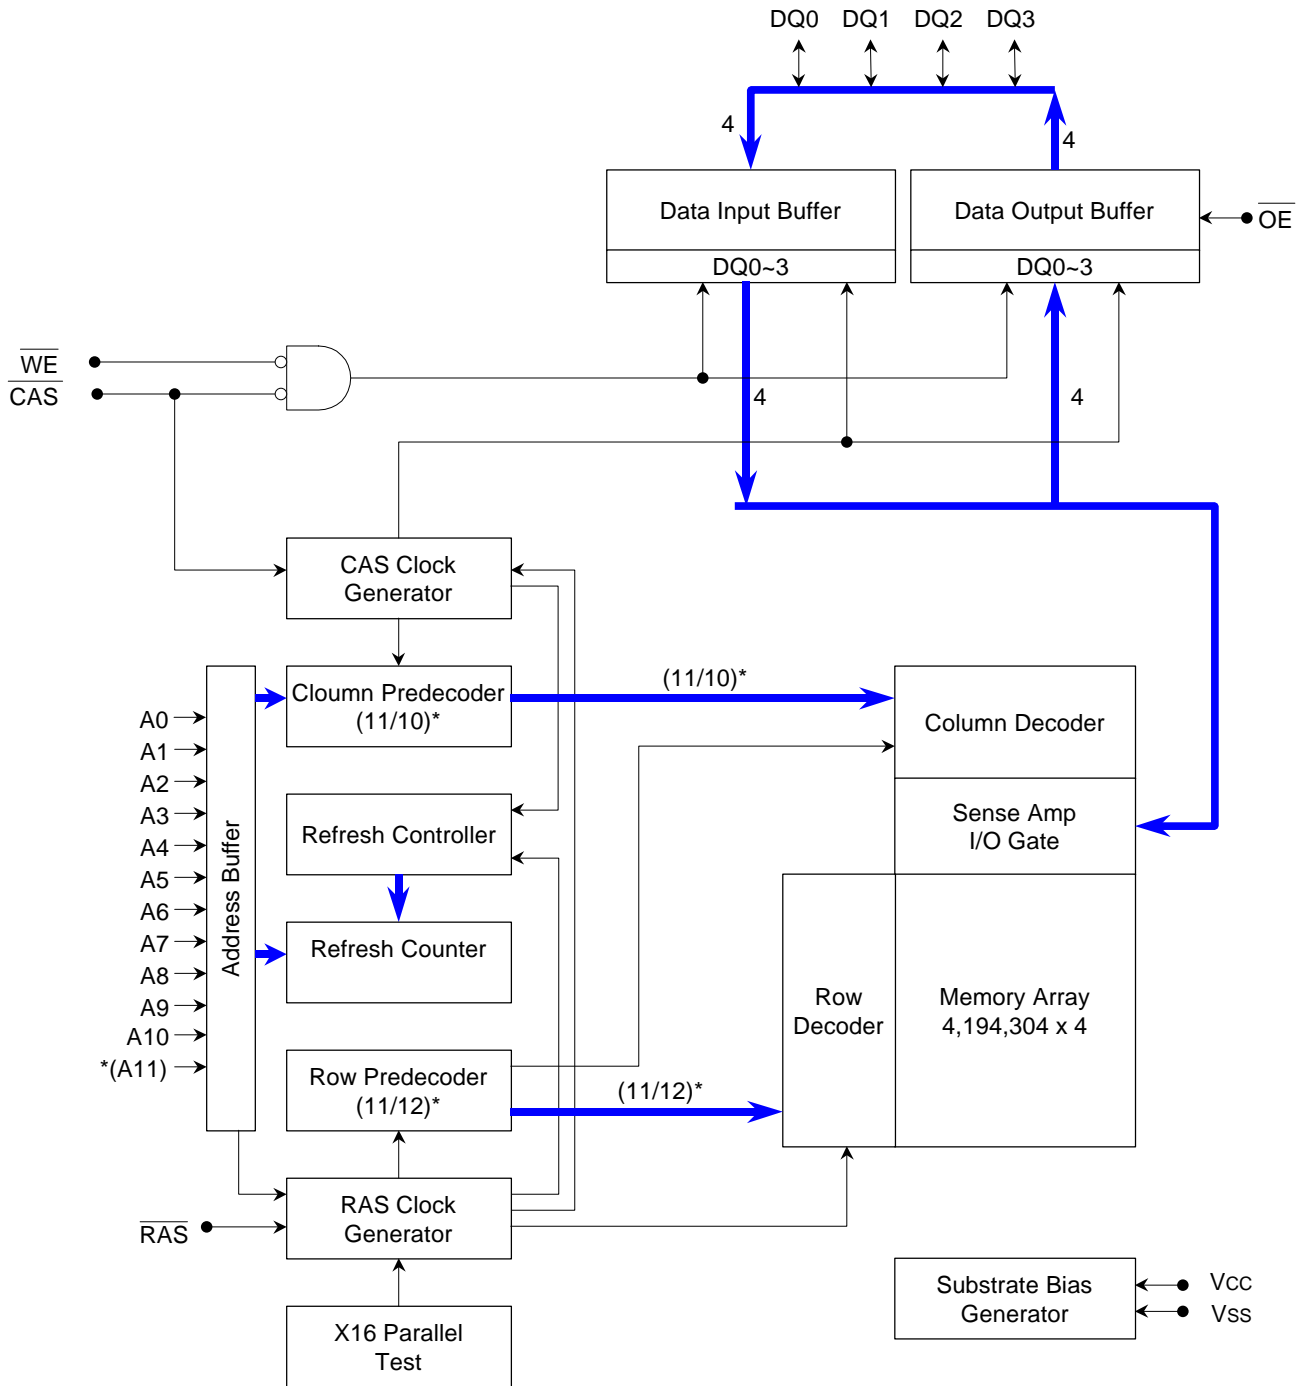 DQ0 DQ1 DQ2 DQ3
4
4
Data Input Buffer
DQ0~3
Data Output Buffer
DQ0~3
OE
WE
CAS
4
4
CAS Clock
Generator
Cloumn Predecoder
(11/10)*
(11/10)*
Column Decoder
Sense Amp
I/O Gate
Refresh Controller
Refresh Counter
Address Buffer
A0
A1
A2
A3
A4
A5
A6
A7
A8
A9
A10
*(A11)
Row Predecoder
(11/12)*
(11/12)*
Row
Decoder
Memory Array
4,194,304 x 4
RAS
RAS Clock
Generator
X16 Parallel
Test
Substrate Bias
Generator
Vcc
Vss